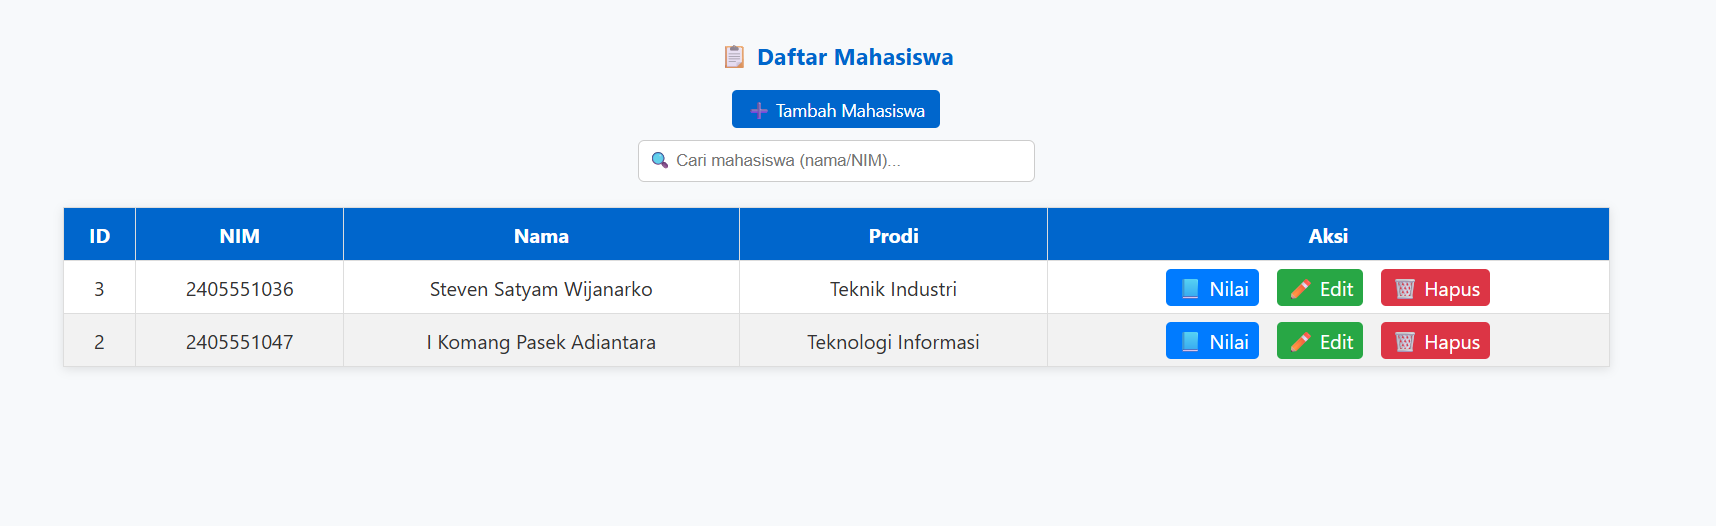 📋 Daftar Mahasiswa
➕ Tambah Mahasiswa
🔍 Cari mahasiswa (nama/NIM)...
ID NIM Nama Prodi Aksi
3 2405551036 Steven Satyam Wijanarko Teknik Industri 📘 Nilai ✏️ Edit 🗑️ Hapus
2 2405551047 I Komang Pasek Adiantara Teknologi Informasi 📘 Nilai ✏️ Edit 🗑️ Hapus